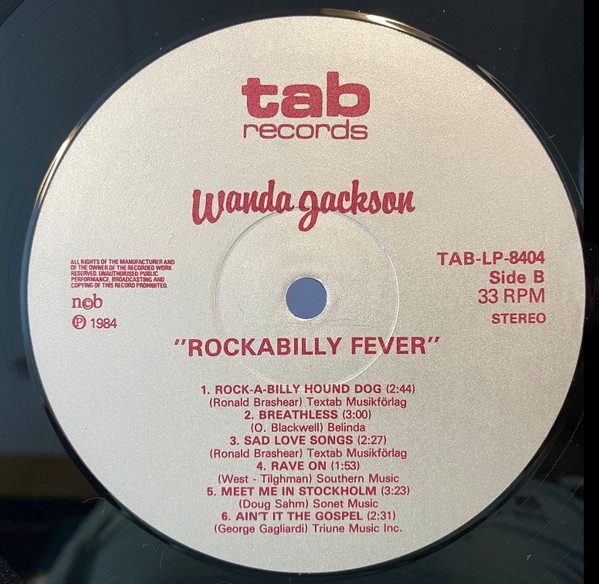 tab
records
Wanda Jackson
ALL RIGHTS OF THE MANUFACTURER AND
OF THE OWNER OF THE RECORDED WORK
RESERVED. UNAUTHORISED PUBLIC
PERFORMANCE, BROADCASTING AND
COPYING OF THIS RECORD PROHIBITED.
n©b
℗ 1984
TAB-LP-8404
Side B
33 RPM
STEREO
"ROCKABILLY FEVER"
1. ROCK-A-BILLY HOUND DOG (2:44)
(Ronald Brashear) Textab Musikförlag
2. BREATHLESS (3:00)
(O. Blackwell) Belinda
3. SAD LOVE SONGS (2:27)
(Ronald Brashear) Textab Musikförlag
4. RAVE ON (1:53)
(West - Tilghman) Southern Music
5. MEET ME IN STOCKHOLM (3:23)
(Doug Sahm) Sonet Music
6. AIN'T IT THE GOSPEL (2:31)
(George Gagliardi) Triune Music Inc.